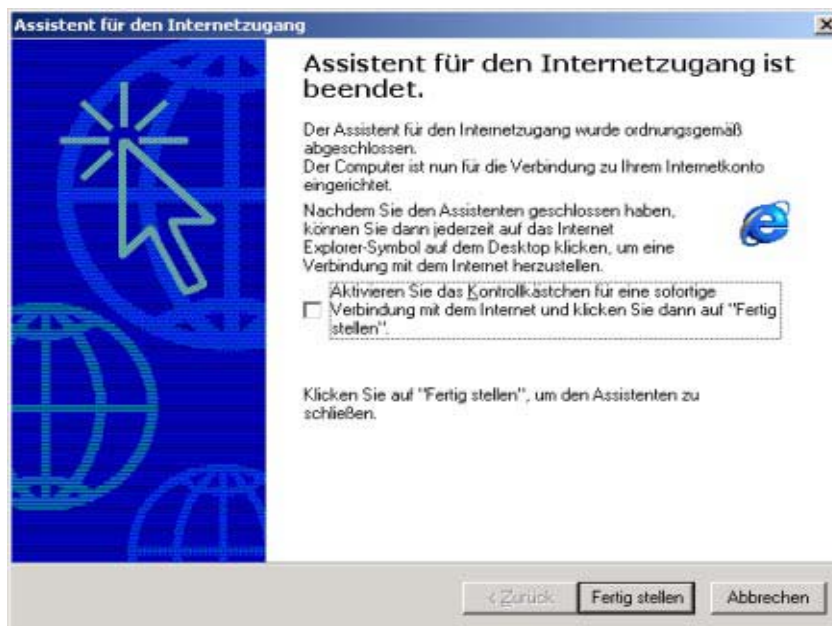 Assistent für den Internetzugang
Assistent für den Internetzugang ist
beendet.
Der Assistent für den Internetzugang wurde ordnungsgemäß
abgeschlossen.
Der Computer ist nun für die Verbindung zu Ihrem Internetkonto
eingerichtet.
Nachdem Sie den Assistenten geschlossen haben,
können Sie dann jederzeit auf das Internet
Explorer-Symbol auf dem Desktop klicken, um eine
Verbindung mit dem Internet herzustellen.
Aktivieren Sie das Kontrollkästchen für eine sofortige
Verbindung mit dem Internet und klicken Sie dann auf "Fertig
stellen".
Klicken Sie auf "Fertig stellen", um den Assistenten zu
schließen.
< Zurück Fertig stellen Abbrechen